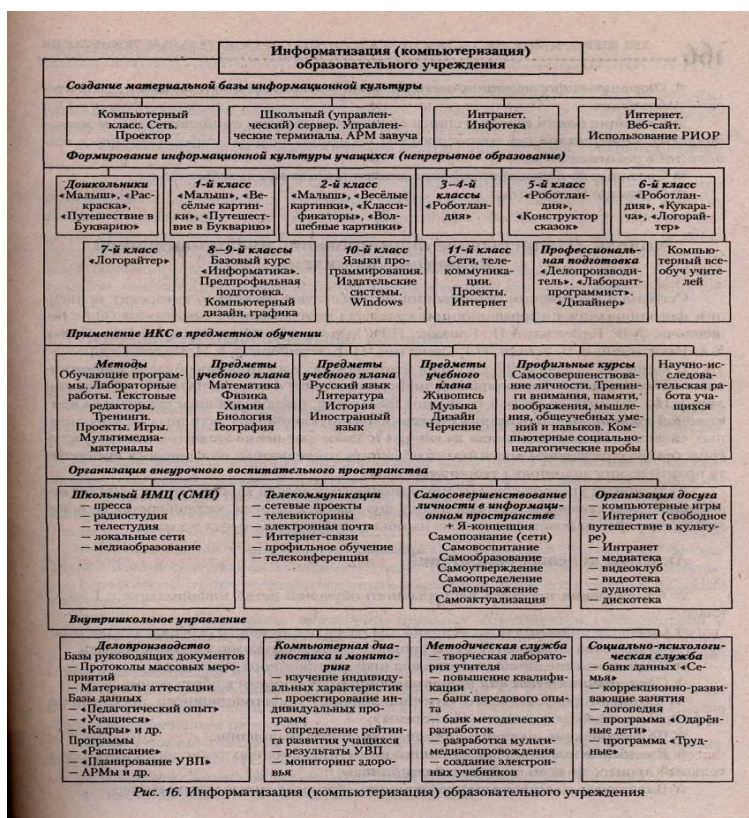 166
Информатизация (компьютеризация)
образовательного учреждения
Создание материальной базы информационной культуры
Компьютерный
класс. Сеть.
Проектор
Школьный (управлен-
ческий) сервер. Управлен-
ческие терминалы. АРМ завуча
Интранет.
Инфотека
Интернет.
Веб-сайт.
Использование РИОР
Формирование информационной культуры учащихся (непрерывное образование)
Дошкольники
«Малыш», «Рас-
краска»,
«Путешествие в
Букварию»
1-й класс
«Малыш», «Ве-
сёлые картин-
ки», «Путешест-
вие в Букварию»
2-й класс
«Малыш», «Весёлые
картинки», «Класси-
фикаторы», «Вол-
шебные картинки»
3–4-й
классы
«Роботлан-
дия»
5-й класс
«Роботлан-
дия»,
«Конструктор
сказок»
6-й класс
«Роботлан-
дия», «Кукара-
ча», «Логорай-
тер»
7-й класс
«Логорайтер»
8–9-й классы
Базовый курс
«Информатика».
Предпрофильная
подготовка.
Компьютерный
дизайн, графика
10-й класс
Языки про-
граммирования.
Издательские
системы.
Windows
11-й класс
Сети, теле-
коммуника-
ции.
Проекты.
Интернет
Профессиональ-
ная подготовка
«Делопроизводи-
тель». «Лаборант-
программист».
«Дизайнер»
Компью-
терный все-
обуч учите-
лей
Применение ИКС в предметном обучении
Методы
Обучающие програм-
мы. Лабораторные
работы. Текстовые
редакторы.
Тренинги.
Проекты. Игры.
Мультимедиа-
материалы
Предметы
учебного плана
Математика
Физика
Химия
Биология
География
Предметы
учебного плана
Русский язык
Литература
История
Иностранный
язык
Предметы
учебного
плана
Живопись
Музыка
Дизайн
Черчение
Профильные курсы
Самосовершенствова-
ние личности. Тренин-
ги внимания, памяти,
воображения, мышле-
ния, общеучебных уме-
ний и навыков. Ком-
пьютерные социально-
педагогические пробы
Научно-ис-
следова-
тельская ра-
бота уча-
щихся
Организация внеурочного воспитательного пространства
Школьный ИМЦ (СМИ)
— пресса
— радиостудия
— телестудия
— локальные сети
— медиаобразование
Телекоммуникации
— сетевые проекты
— телевикторины
— электронная почта
— Интернет-связи
— профильное обучение
— телеконференции
Самосовершенствование
личности в информаци-
онном пространстве
+ Я-концепция
Самопознание (сети)
Самовоспитание
Самообразование
Самоутверждение
Самоопределение
Самовыражение
Самоактуализация
Организация досуга
— компьютерные игры
— Интернет (свободное
путешествие в культу-
ре)
— Интранет
— медиатека
— видеоклуб
— видеотека
— аудиотека
— дискотека
Внутришкольное управление
Делопроизводство
Базы руководящих документов
— Протоколы массовых меро-
приятий
— Материалы аттестации
Базы данных
— «Педагогический опыт»
— «Учащиеся»
— «Кадры» и др.
Программы
— «Расписание»
— «Планирование УВП»
— АРМы и др.
Компьютерная диа-
гностика и монито-
ринг
— изучение индивиду-
альных характеристик
— проектирование ин-
дивидуальных про-
грамм
— определение рейтин-
га развития учащихся
— результаты УВП
— мониторинг здоро-
вья
Методическая служба
— творческая лаборато-
рия учителя
— повышение квалифи-
кации
— банк передового опы-
та
— банк методических
разработок
— разработка мульти-
медиасопровождения
— создание электрон-
ных учебников
Социально-психологи-
ческая служба
— банк данных «Се-
мья»
— коррекционно-разви-
вающие занятия
— логопедия
— программа «Одарён-
ные дети»
— программа «Труд-
ные»
Рис. 16. Информатизация (компьютеризация) образовательного учреждения